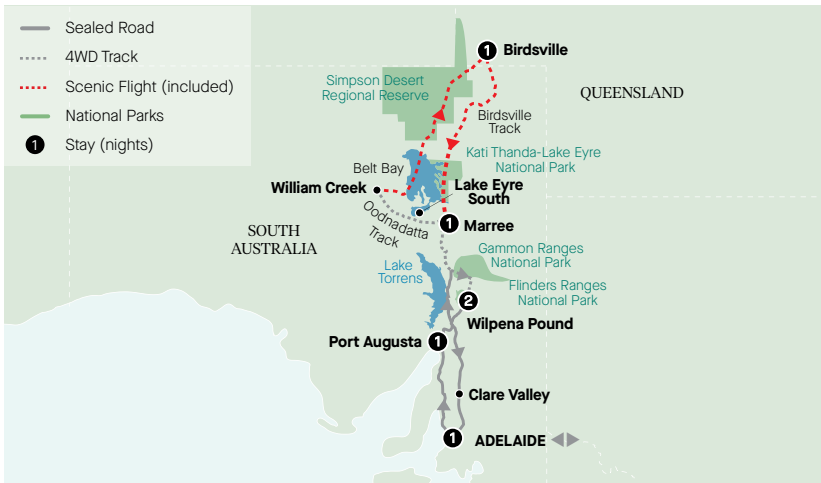 Sealed Road
4WD Track
Scenic Flight (included)
National Parks
1 Stay (nights)
1 Birdsville
Simpson Desert
Regional Reserve
QUEENSLAND
Birdsville
Track
Kati Thanda-Lake Eyre
National Park
Belt Bay
William Creek
Lake Eyre
South
Oodnadatta
Track
1 Marree
SOUTH
AUSTRALIA
Gammon Ranges
National Park
Lake
Torrens
Flinders Ranges
National Park
2
Wilpena Pound
Port Augusta 1
Clare Valley
1 ADELAIDE